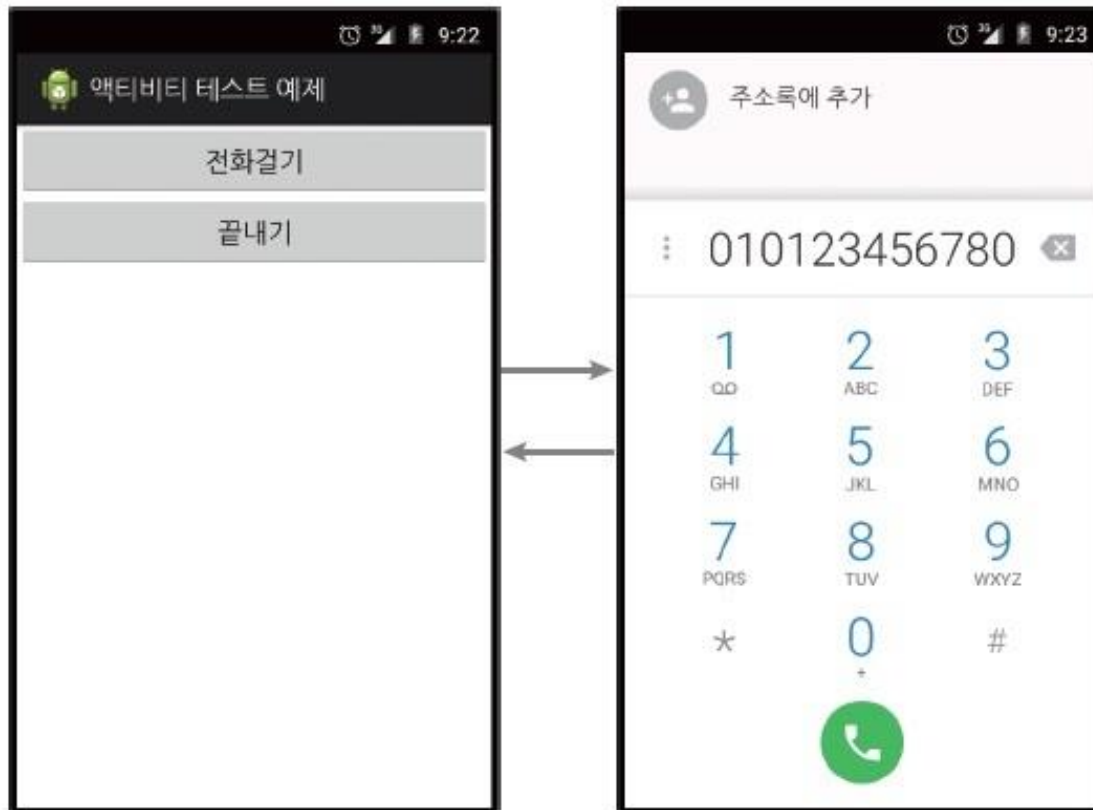 9:22
액티비티 테스트 예제
전화걸기
끝내기
3G 9:23
주소록에 추가
010123456780
1 2 3
ABC DEF
4 5 6
GHI JKL MNO
7 8 9
PQRS TUV WXYZ
* 0 #
+